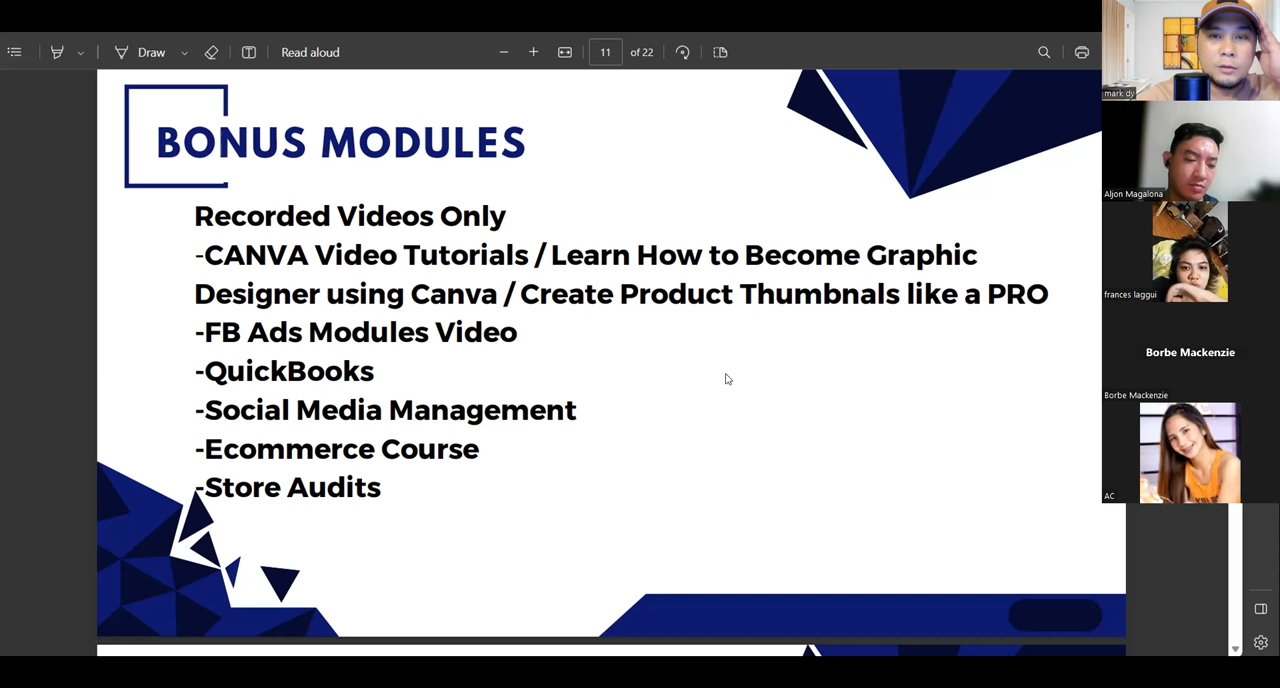 Draw
Read aloud
11
of 22
BONUS MODULES
Recorded Videos Only
-CANVA Video Tutorials / Learn How to Become Graphic
Designer using Canva / Create Product Thumbnals like a PRO
-FB Ads Modules Video
-QuickBooks
-Social Media Management
-Ecommerce Course
-Store Audits
mark dy
Aljon Magalona
frances laggui
Borbe Mackenzie
Borbe Mackenzie
AC